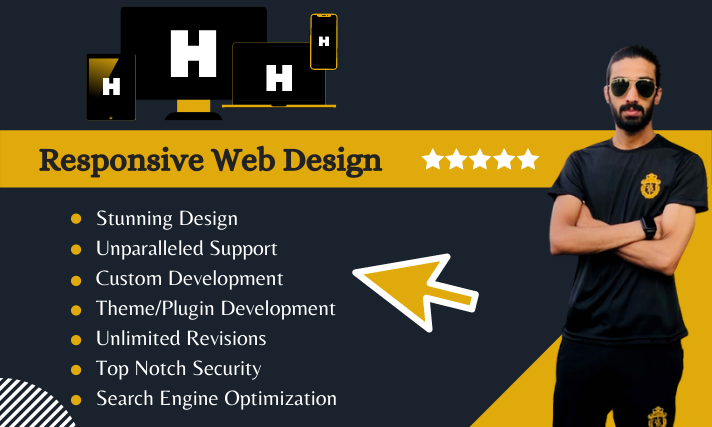 H
H
H
H
Responsive Web Design
Stunning Design
Unparalleled Support
Custom Development
Theme/Plugin Development
Unlimited Revisions
Top Notch Security
Search Engine Optimization